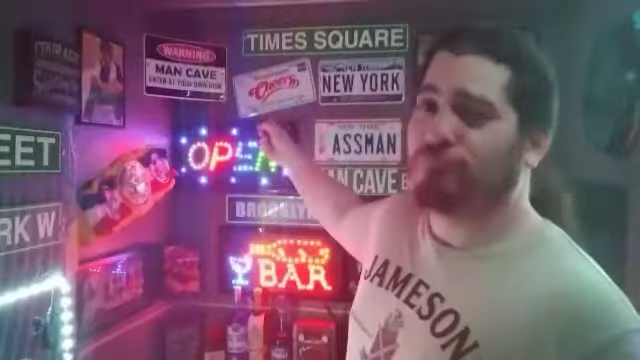 WARNING
MAN CAVE
ENTER AT YOUR OWN RISK
TIMES SQUARE
NEW YORK
ASSMAN
OPEN
EET
MAN CAVE
RK W
BROOKLYN
BAR
JAMESON